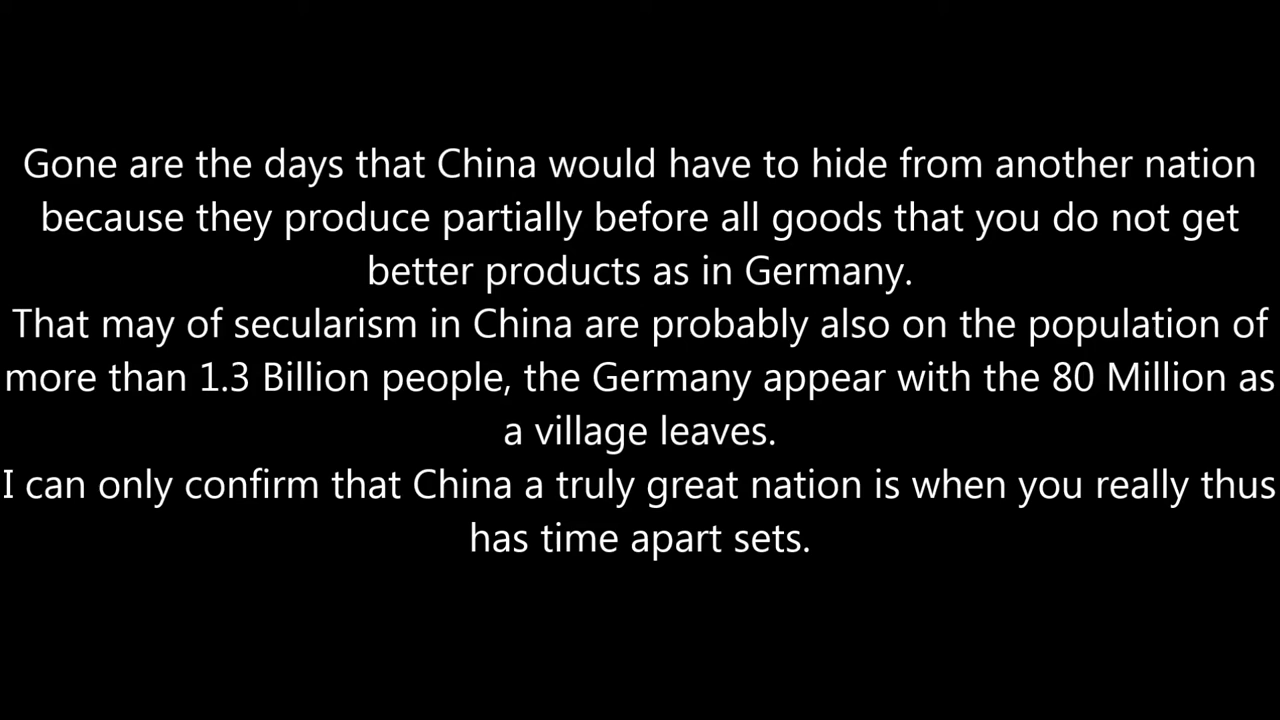 Gone are the days that China would have to hide from another nation
because they produce partially before all goods that you do not get
better products as in Germany.
That may of secularism in China are probably also on the population of
more than 1.3 Billion people, the Germany appear with the 80 Million as
a village leaves.
I can only confirm that China a truly great nation is when you really thus
has time apart sets.